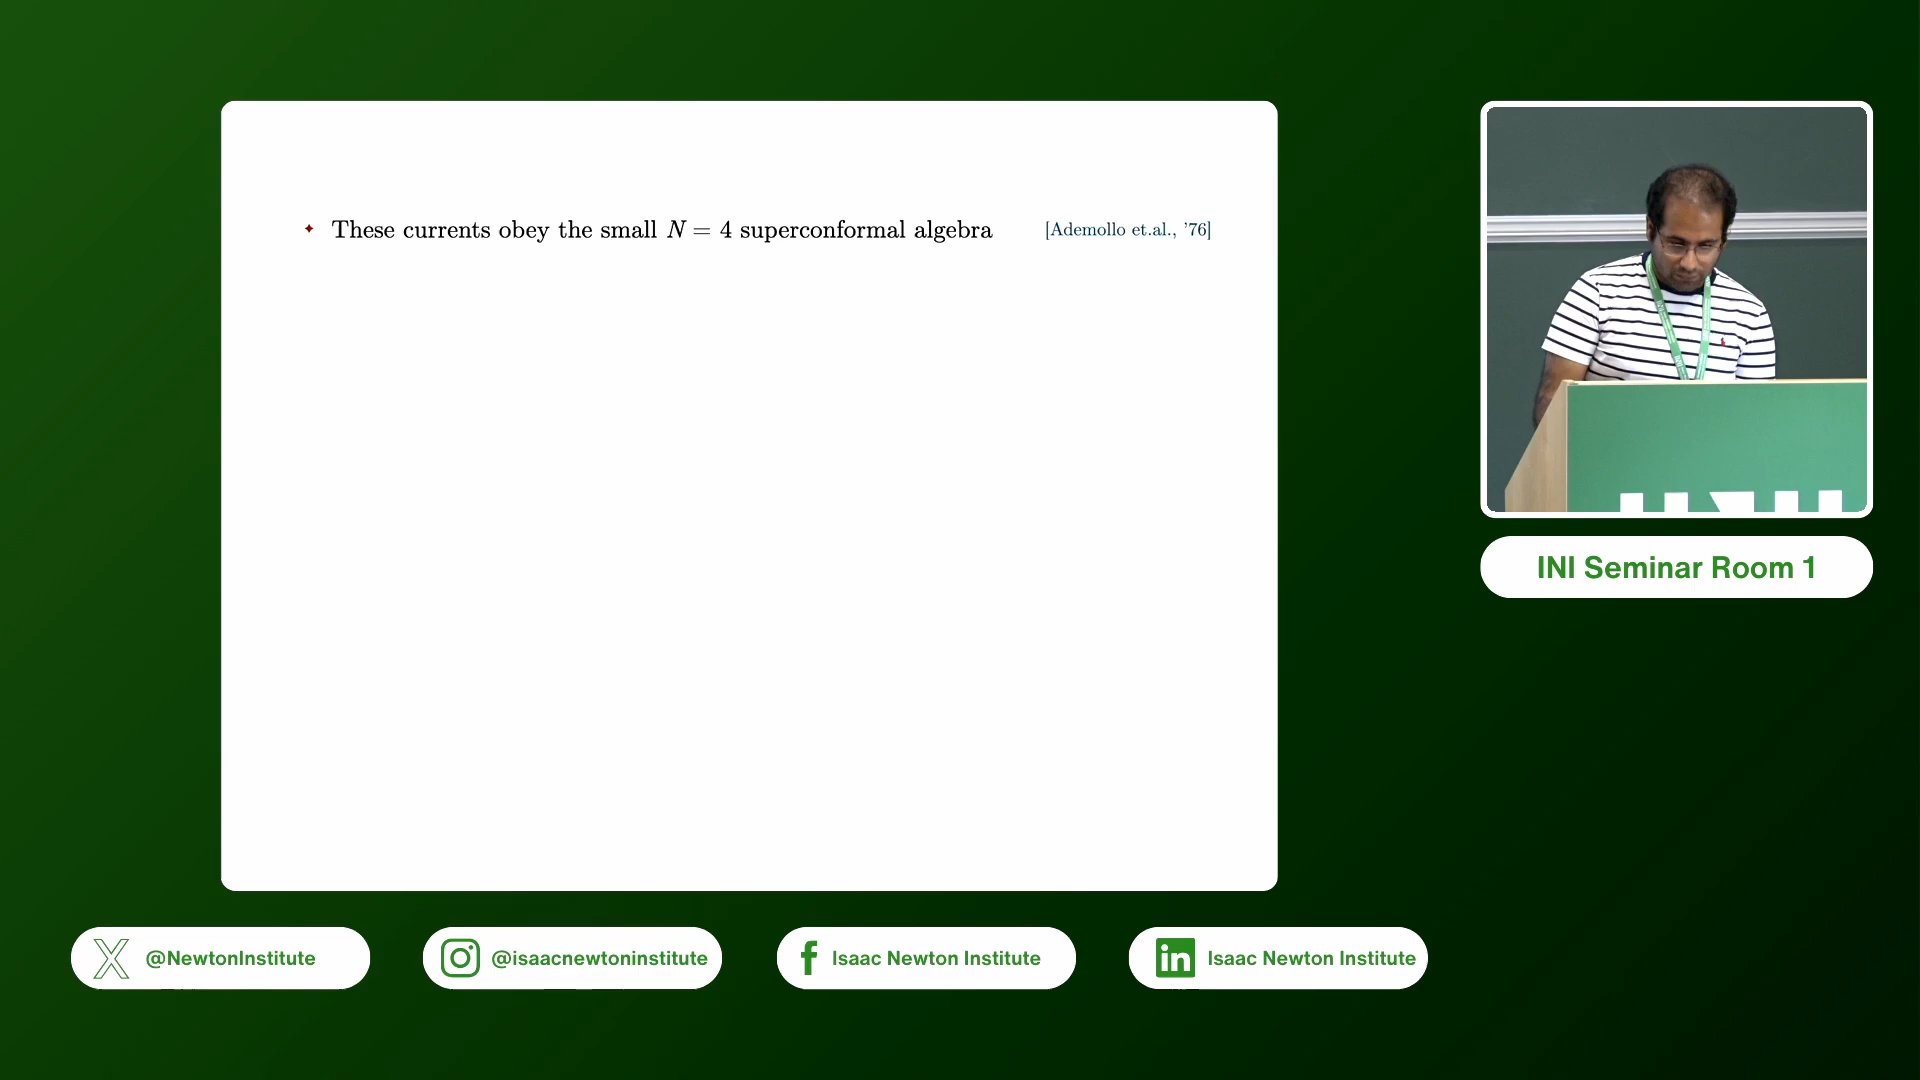 ✦ These currents obey the small N = 4 superconformal algebra [Ademollo et.al., ’76]
INI Seminar Room 1
@NewtonInstitute
@isaacnewtoninstitute
Isaac Newton Institute
Isaac Newton Institute